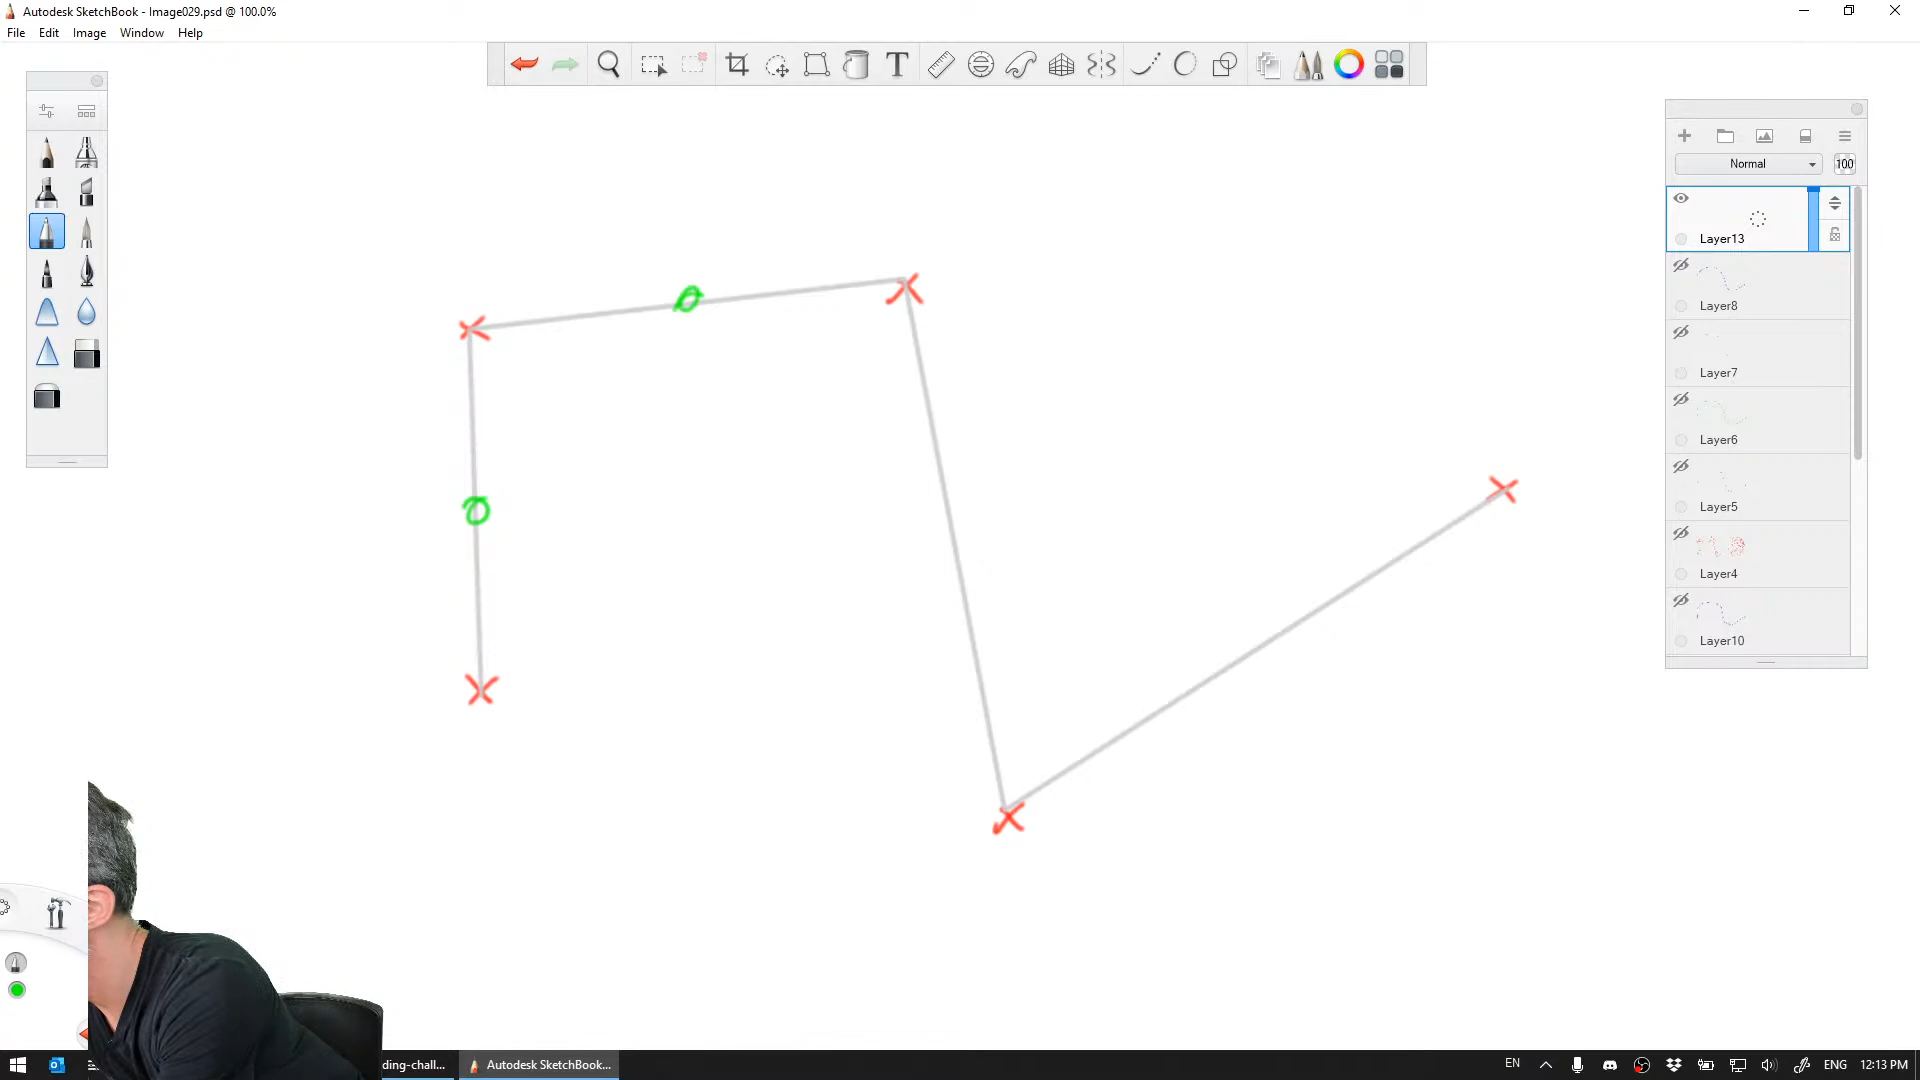 Autodesk SketchBook - Image029.psd @ 100.0%
File Edit Image Window Help
T
Normal 100
Layer13
Layer8
Layer7
Layer6
Layer5
Layer4
Layer10
ding-chall... Autodesk SketchBook... EN ENG 12:13 PM